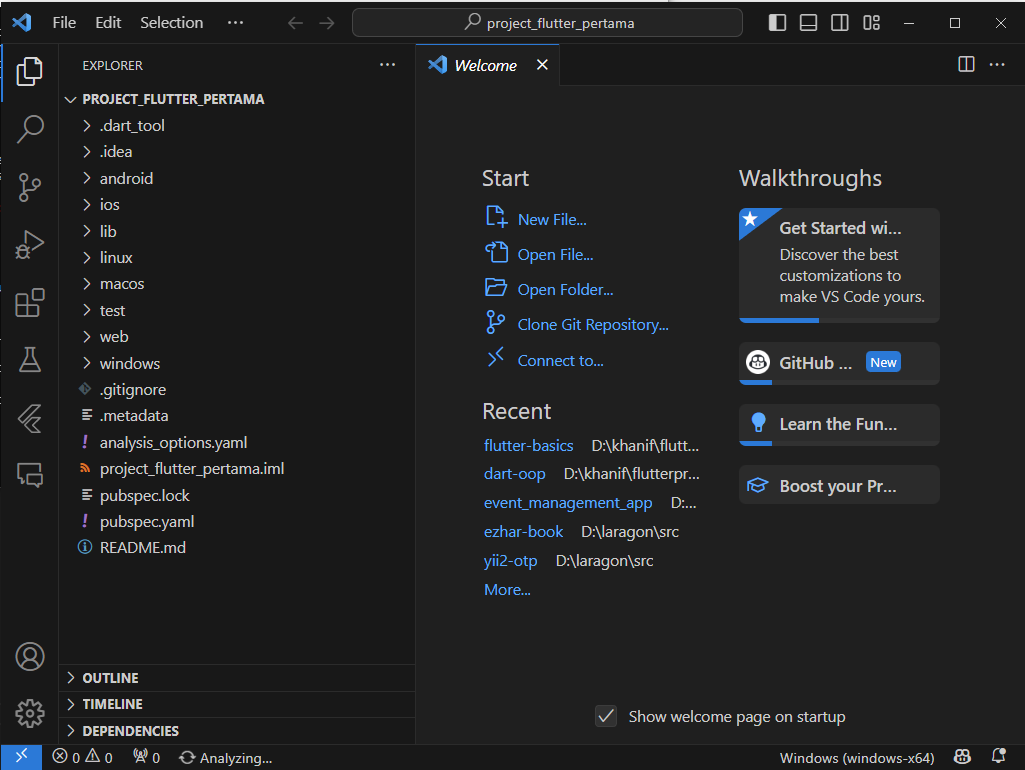 File Edit Selection ··· project_flutter_pertama
EXPLORER
PROJECT_FLUTTER_PERTAMA
.dart_tool
.idea
android
ios
lib
linux
macos
test
web
windows
.gitignore
.metadata
analysis_options.yaml
project_flutter_pertama.iml
pubspec.lock
pubspec.yaml
README.md
OUTLINE
TIMELINE
DEPENDENCIES
Welcome
Start
New File...
Open File...
Open Folder...
Clone Git Repository...
Connect to...
Recent
flutter-basics D:\khanif\flutt...
dart-oop D:\khanif\flutterpr...
event_management_app D:...
ezhar-book D:\laragon\src
yii2-otp D:\laragon\src
More...
Walkthroughs
Get Started wi...
Discover the best
customizations to
make VS Code yours.
GitHub ... New
Learn the Fun...
Boost your Pr...
Show welcome page on startup
0 0 0 Analyzing... Windows (windows-x64)